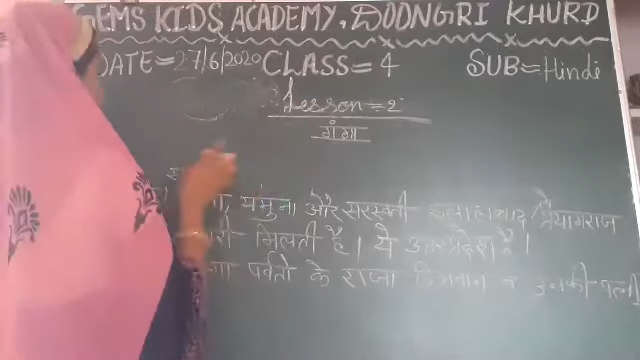 GEMS KIDS ACADEMY, DOONGRI KHURD
DATE=27/6/2020 CLASS=4 SUB=Hindi
Lesson-2
गंगा
यमुना और सरस्वती इलाहाबाद/प्रयागराज
मिलती है। ये उत्तरप्रदेश है।
पर्वतो के राजा हिमवान व उनकी पत्नी